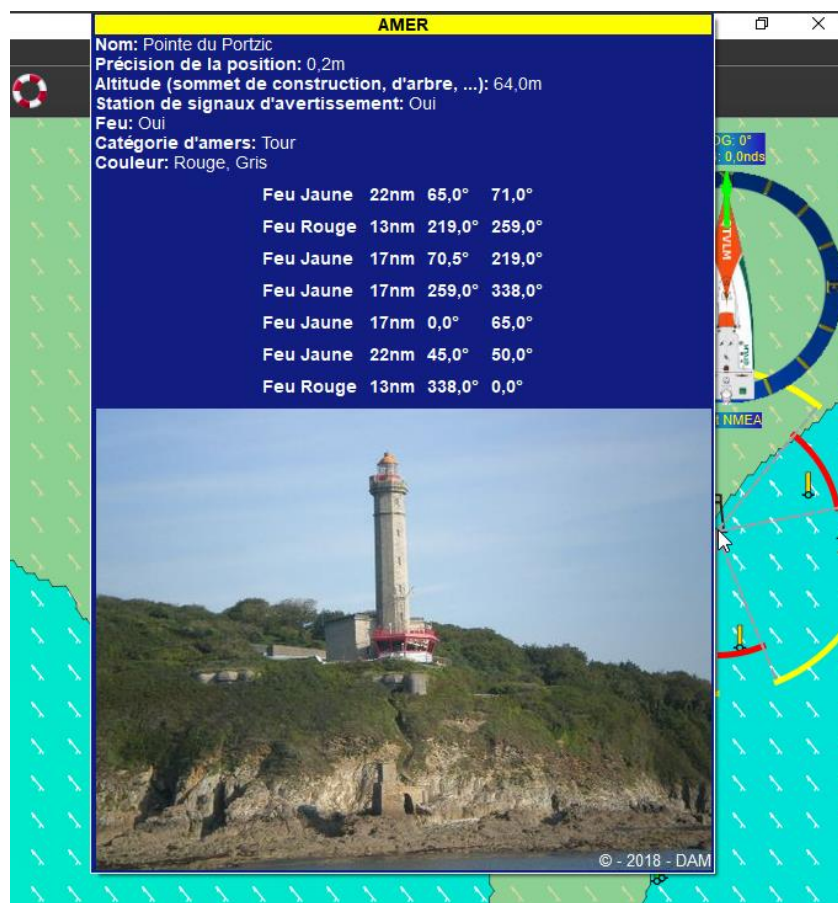 AMER
Nom: Pointe du Portzic
Précision de la position: 0,2m
Altitude (sommet de construction, d'arbre, ...): 64,0m
Station de signaux d'avertissement: Oui
Feu: Oui
Catégorie d'amers: Tour
Couleur: Rouge, Gris
Feu Jaune 22nm 65,0° 71,0°
Feu Rouge 13nm 219,0° 259,0°
Feu Jaune 17nm 70,5° 219,0°
Feu Jaune 17nm 259,0° 338,0°
Feu Jaune 17nm 0,0° 65,0°
Feu Jaune 22nm 45,0° 50,0°
Feu Rouge 13nm 338,0° 0,0°
© - 2018 - DAM
OG: 0°
: 0,0nds
TVLM
E
t NMEA